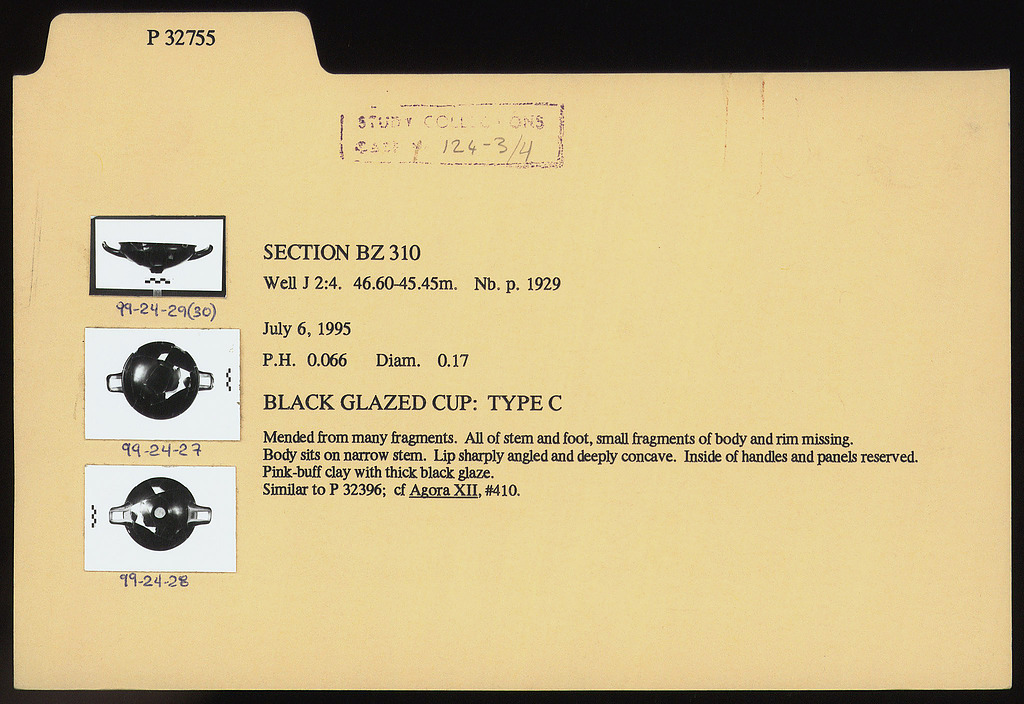 P 32755
STUDY COLLECTIONS
124-3/4
SECTION BZ 310
Well J 2:4. 46.60-45.45m. Nb. p. 1929
99-24-29(30)
July 6, 1995
P.H. 0.066 Diam. 0.17
BLACK GLAZED CUP: TYPE C
Mended from many fragments. All of stem and foot, small fragments of body and rim missing.
99-24-27
Body sits on narrow stem. Lip sharply angled and deeply concave. Inside of handles and panels reserved.
Pink-buff clay with thick black glaze.
Similar to P 32396; cf Agora XII, #410.
99-24-28